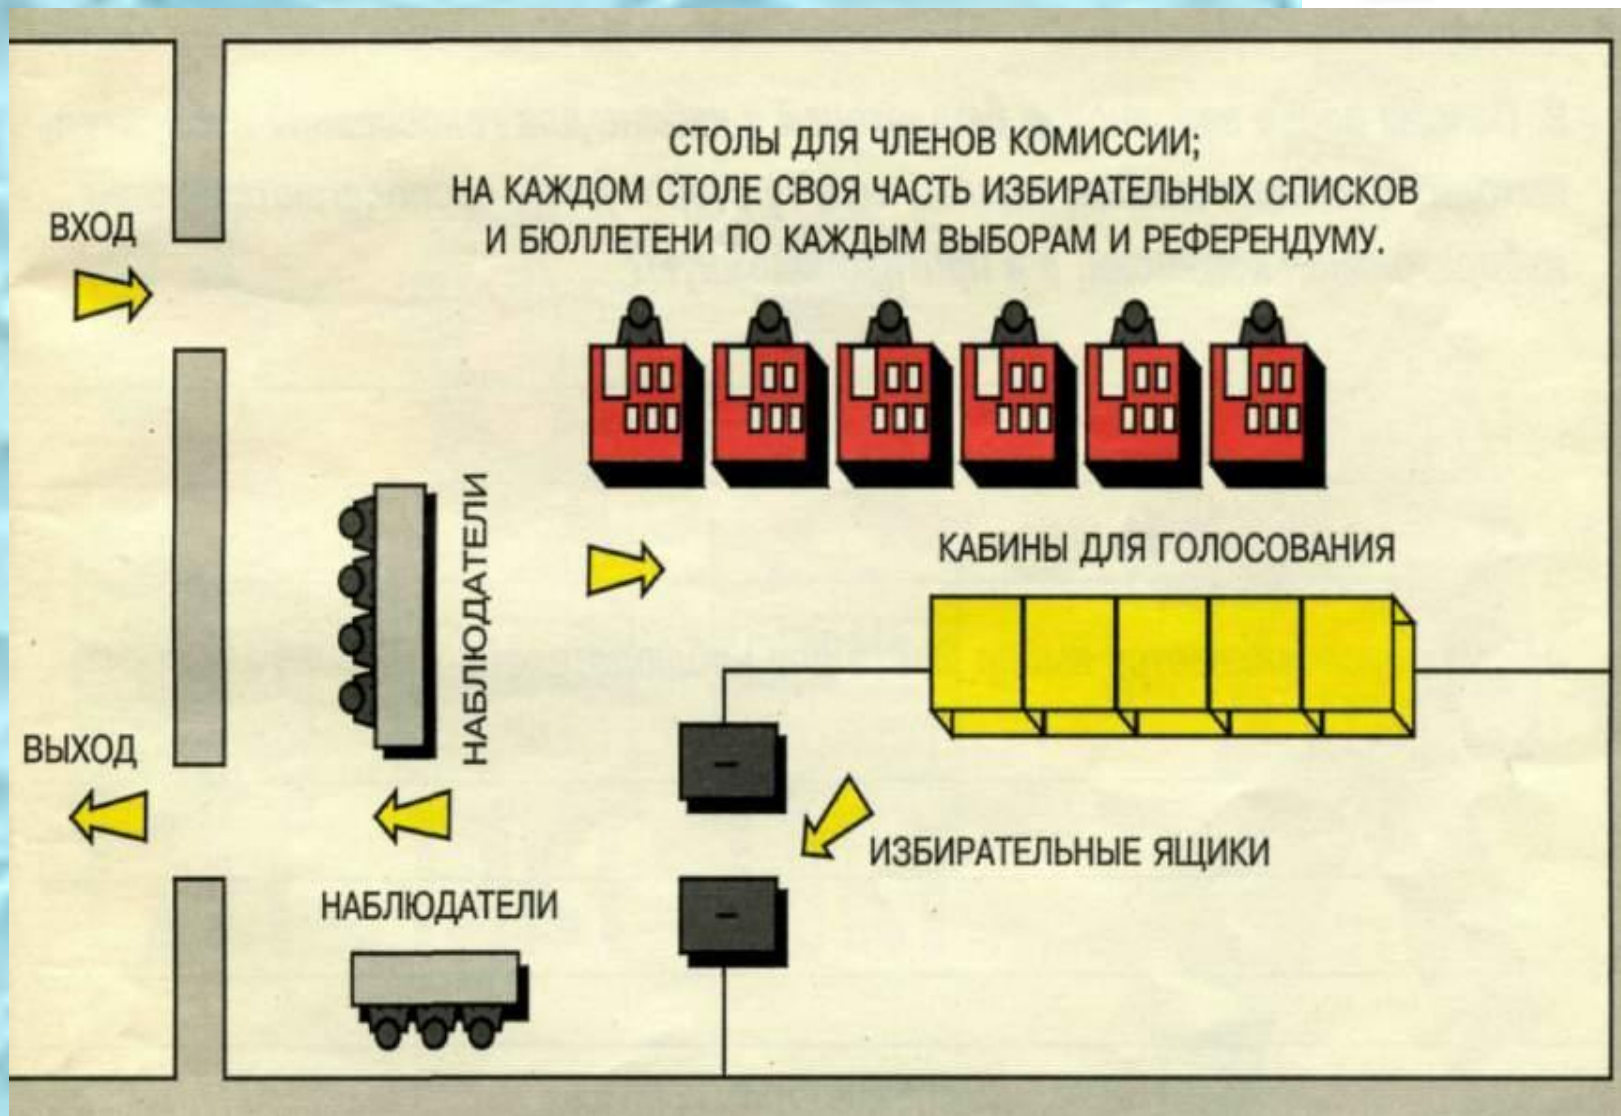 СТОЛЫ ДЛЯ ЧЛЕНОВ КОМИССИИ;
НА КАЖДОМ СТОЛЕ СВОЯ ЧАСТЬ ИЗБИРАТЕЛЬНЫХ СПИСКОВ
И БЮЛЛЕТЕНИ ПО КАЖДЫМ ВЫБОРАМ И РЕФЕРЕНДУМУ.
ВХОД
НАБЛЮДАТЕЛИ
КАБИНЫ ДЛЯ ГОЛОСОВАНИЯ
ВЫХОД
ИЗБИРАТЕЛЬНЫЕ ЯЩИКИ
НАБЛЮДАТЕЛИ